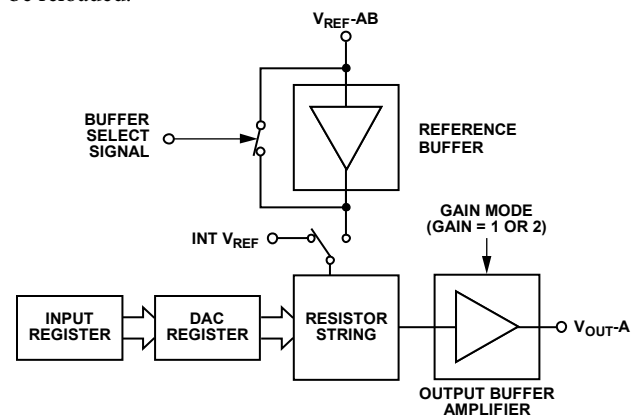 V_REF-AB
BUFFER
SELECT
SIGNAL
REFERENCE
BUFFER
GAIN MODE
(GAIN = 1 OR 2)
INT V_REF
INPUT
REGISTER
DAC
REGISTER
RESISTOR
STRING
V_OUT-A
OUTPUT BUFFER
AMPLIFIER